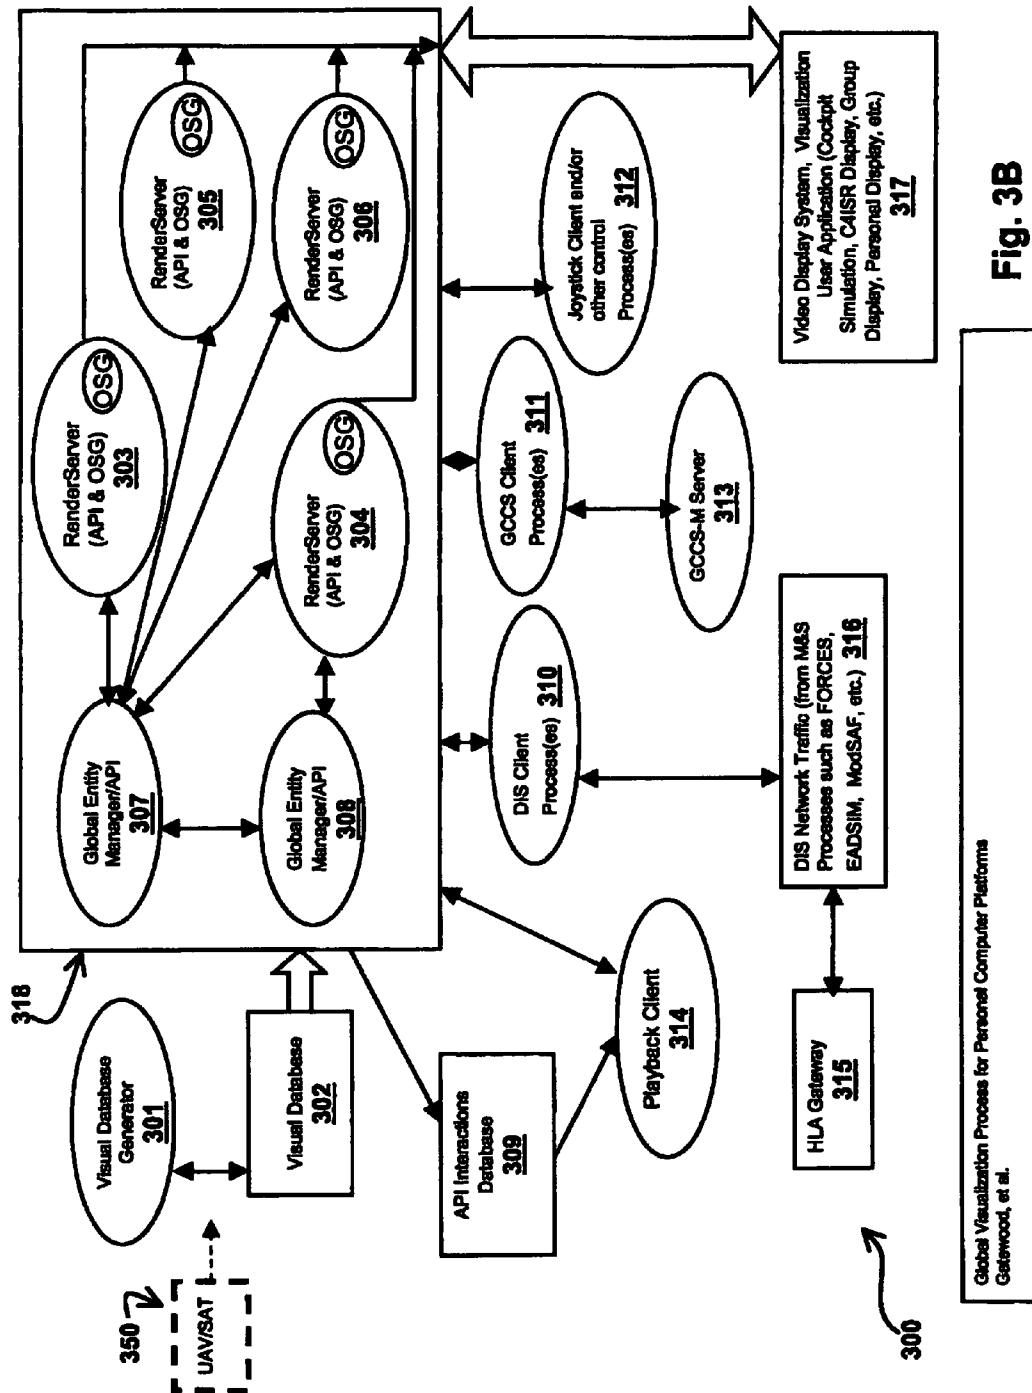 350
UAV/SAT
318
Visual Database
Generator
301
Visual Database
302
API Interactions
Database
309
Global Entity
Manager/API
307
Global Entity
Manager/API
308
RenderServer
(API & OSG)
303
OSG
RenderServer
(API & OSG)
304
OSG
RenderServer
(API & OSG)
305
OSG
RenderServer
(API & OSG)
306
OSG
Playback Client
314
DIS Client
Process(es) 310
GCCS Client
Process(es) 311
Joystick Client and/or
other control
Process(es) 312
GCCS-M Server
313
HLA Gateway
315
DIS Network Traffic (from M&S
Processes such as FORCES,
EADSIM, ModSAF, etc.) 316
Video Display System, Visualization
User Application (Cockpit
Simulation, C4ISR Display, Group
Display, Personal Display, etc.)
317
300
Global Visualization Process for Personal Computer Platforms
Gatewood, et al.
Fig. 3B